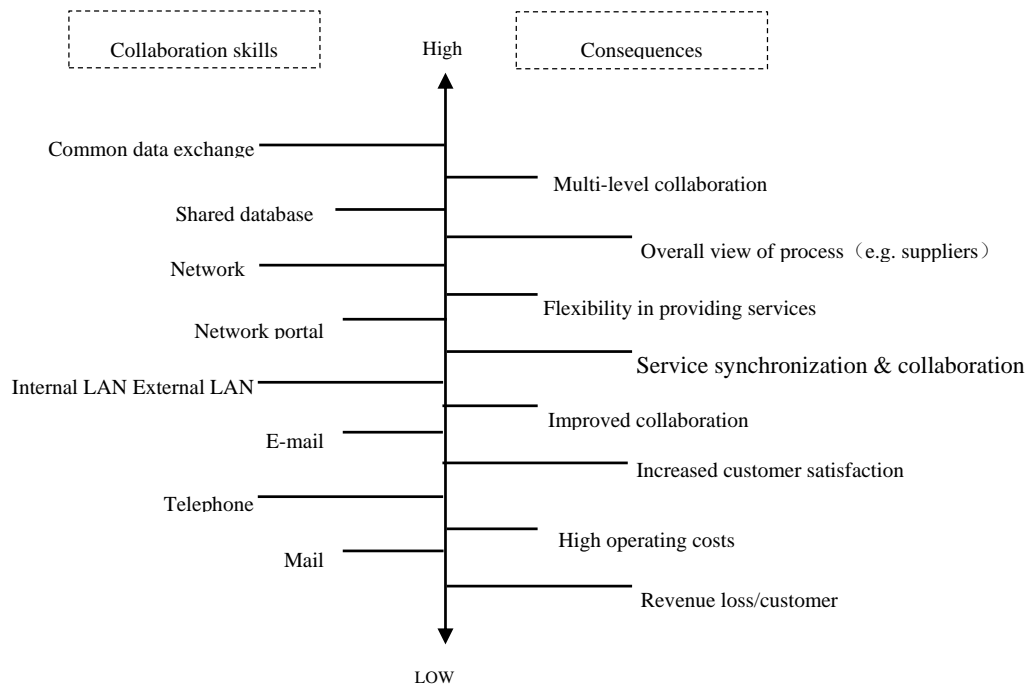 Collaboration skills
High
Consequences
Common data exchange
Multi-level collaboration
Shared database
Overall view of process（e.g. suppliers）
Network
Flexibility in providing services
Network portal
Service synchronization & collaboration
Internal LAN External LAN
Improved collaboration
E-mail
Increased customer satisfaction
Telephone
High operating costs
Mail
Revenue loss/customer
LOW